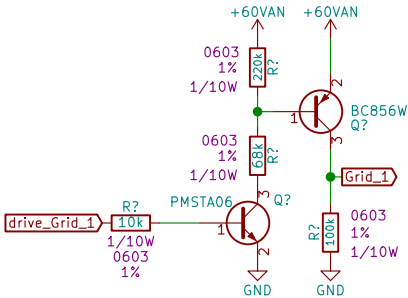 +60VAN +60VAN
0603
1%
1/10W
220k
R?
2
BC856W
Q?
1
3
0603
1%
1/10W
68k
R?
Grid_1
R?
PMSTA06
3
Q?
drive_Grid_1
10k
1
2
1/10W
0603
1%
R?
100k
0603
1%
1/10W
GND GND